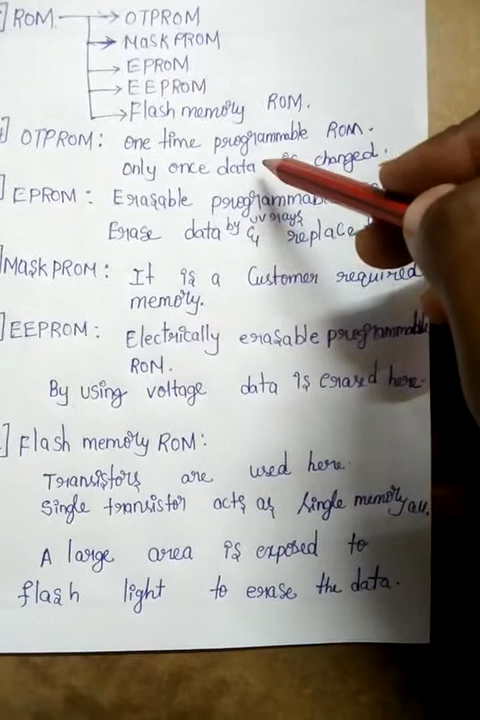 ROM → OTPROM
→ Mask PROM
→ EPROM
→ EEPROM
→ Flash memory ROM.
] OTPROM: One time programmable ROM.
Only once data is changed.
] EPROM: Erasable programmable
Erase data by UV rays & replace
] Mask PROM: It is a customer required
memory.
] EEPROM: Electrically erasable programmable
ROM.
By using voltage data is erased here.
] Flash memory ROM:
Transistors are used here.
Single transistor acts as single memory
A large area is exposed to
flash light to erase the data.